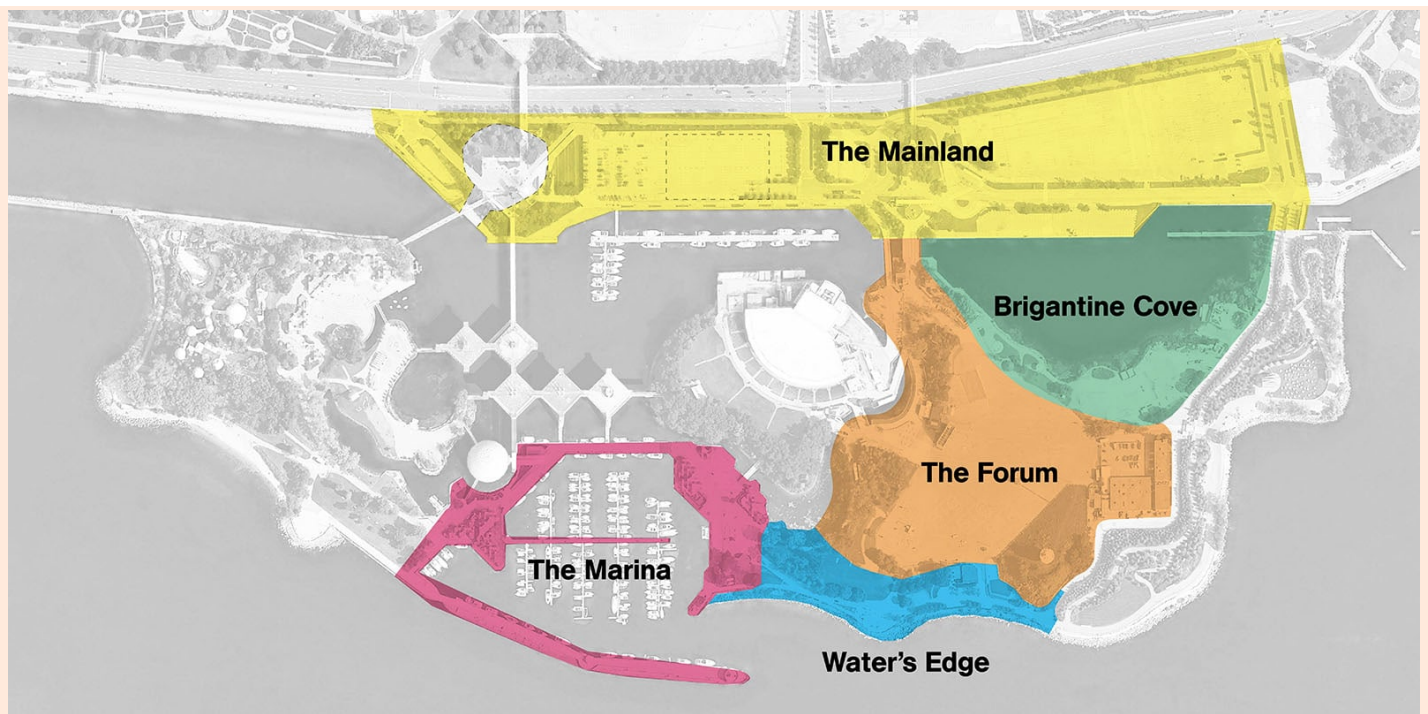 The Mainland
Brigantine Cove
The Forum
The Marina
Water’s Edge